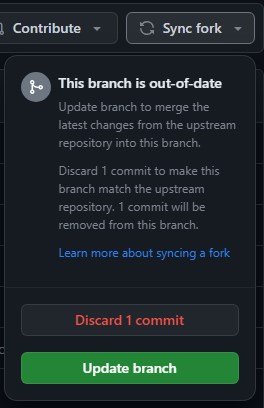 Contribute
Sync fork
This branch is out-of-date
Update branch to merge the
latest changes from the upstream
repository into this branch.
Discard 1 commit to make this
branch match the upstream
repository. 1 commit will be
removed from this branch.
Learn more about syncing a fork
Discard 1 commit
Update branch